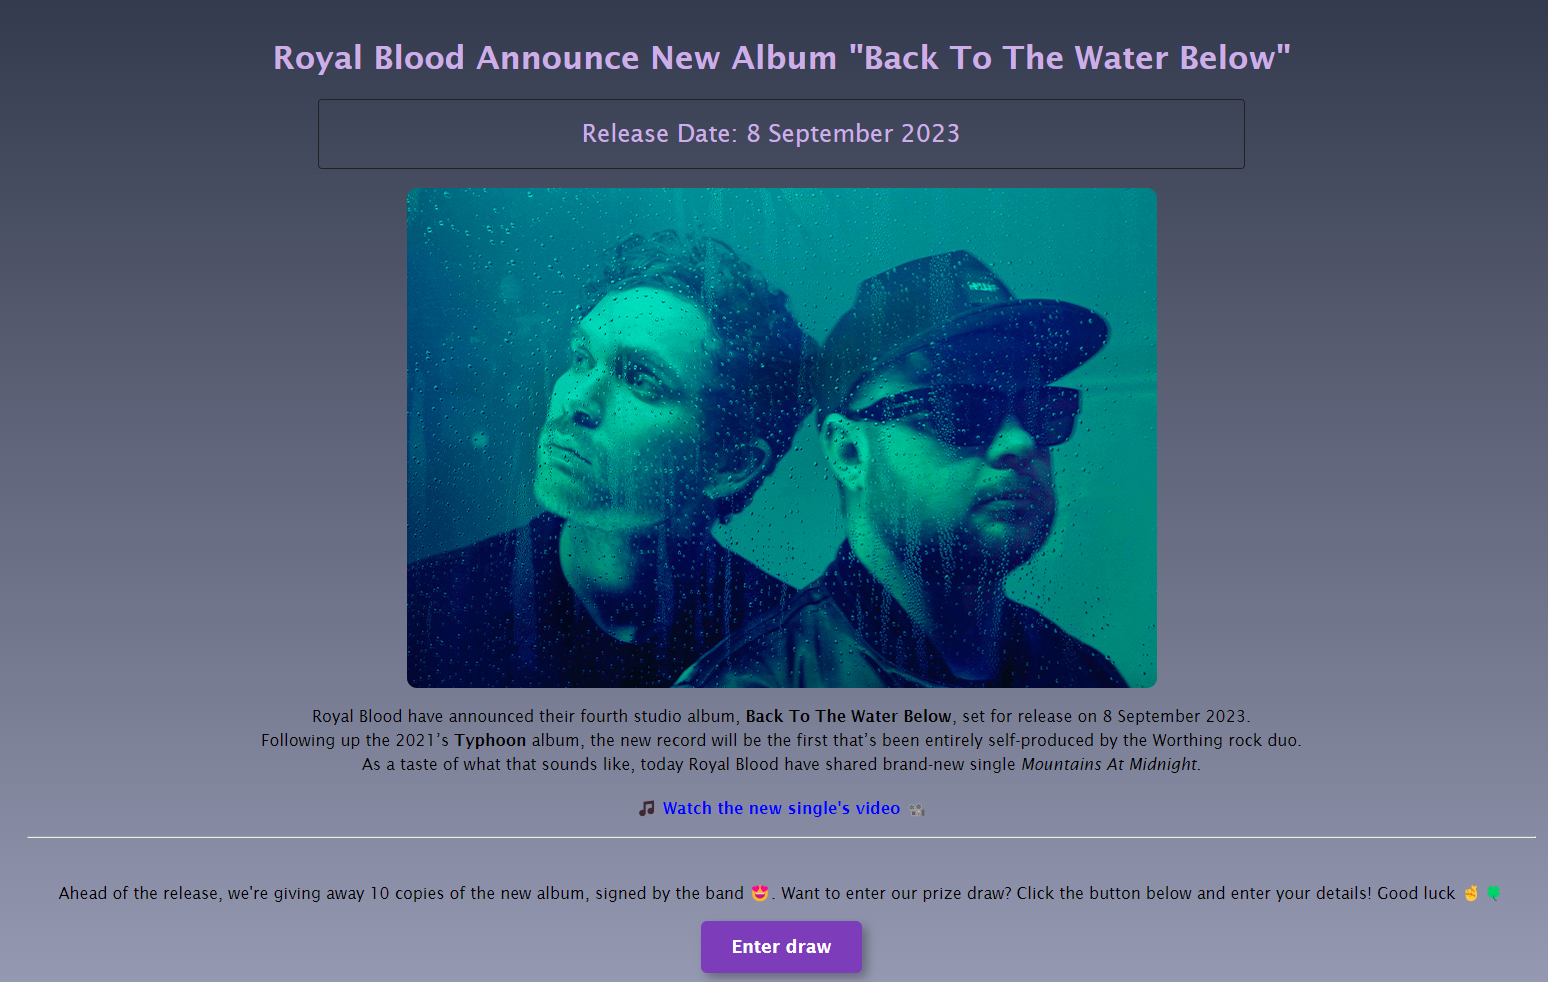 Royal Blood Announce New Album "Back To The Water Below"
Release Date: 8 September 2023
Royal Blood have announced their fourth studio album, Back To The Water Below, set for release on 8 September 2023.
Following up the 2021’s Typhoon album, the new record will be the first that’s been entirely self-produced by the Worthing rock duo.
As a taste of what that sounds like, today Royal Blood have shared brand-new single Mountains At Midnight.
🎵 Watch the new single's video 📹
Ahead of the release, we're giving away 10 copies of the new album, signed by the band 😍. Want to enter our prize draw? Click the button below and enter your details! Good luck 🤞🍀
Enter draw